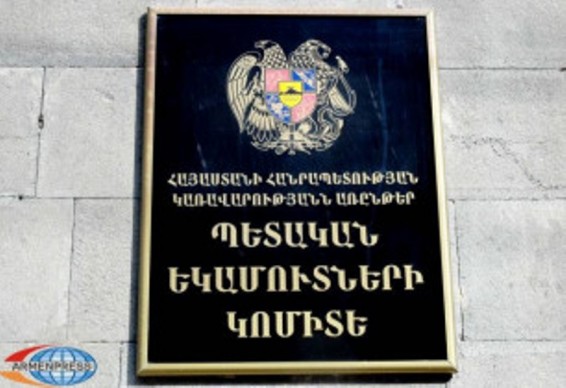 ՀԱՅԱՍՏԱՆԻ ՀԱՆՐԱՊԵՏՈՒԹՅԱՆ
ԿԱՌԱՎԱՐՈՒԹՅԱՆՆ ԱՌԸՆԹԵՐ
ՊԵՏԱԿԱՆ
ԵԿԱՄՈՒՏՆԵՐԻ
ԿՈՄԻՏԵ
ARMENPRESS